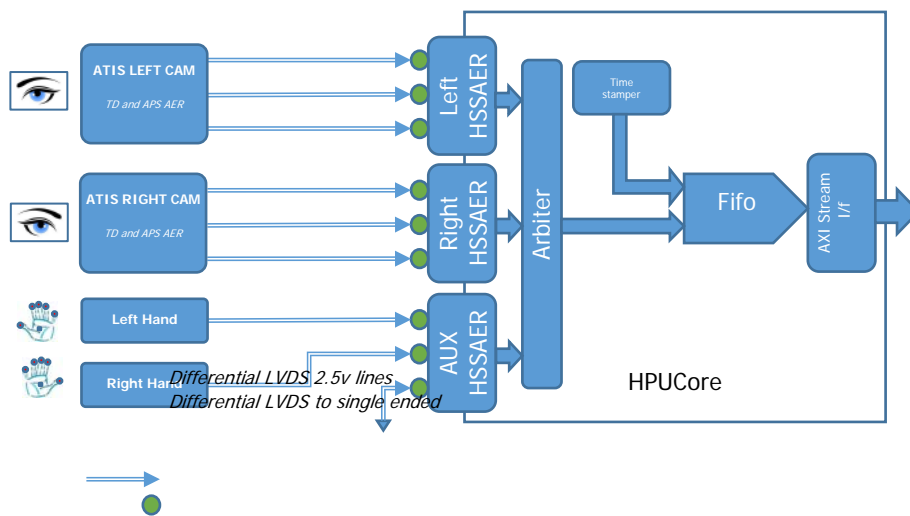 ATIS LEFT CAM
TD and APS AER
ATIS RIGHT CAM
TD and APS AER
Left Hand
Right Hand
Differential LVDS 2.5v lines
Differential LVDS to single ended
Left
HSSAER
Right
HSSAER
AUX
HSSAER
Arbiter
Time
stamper
Fifo
AXI Stream
I/f
HPUCore